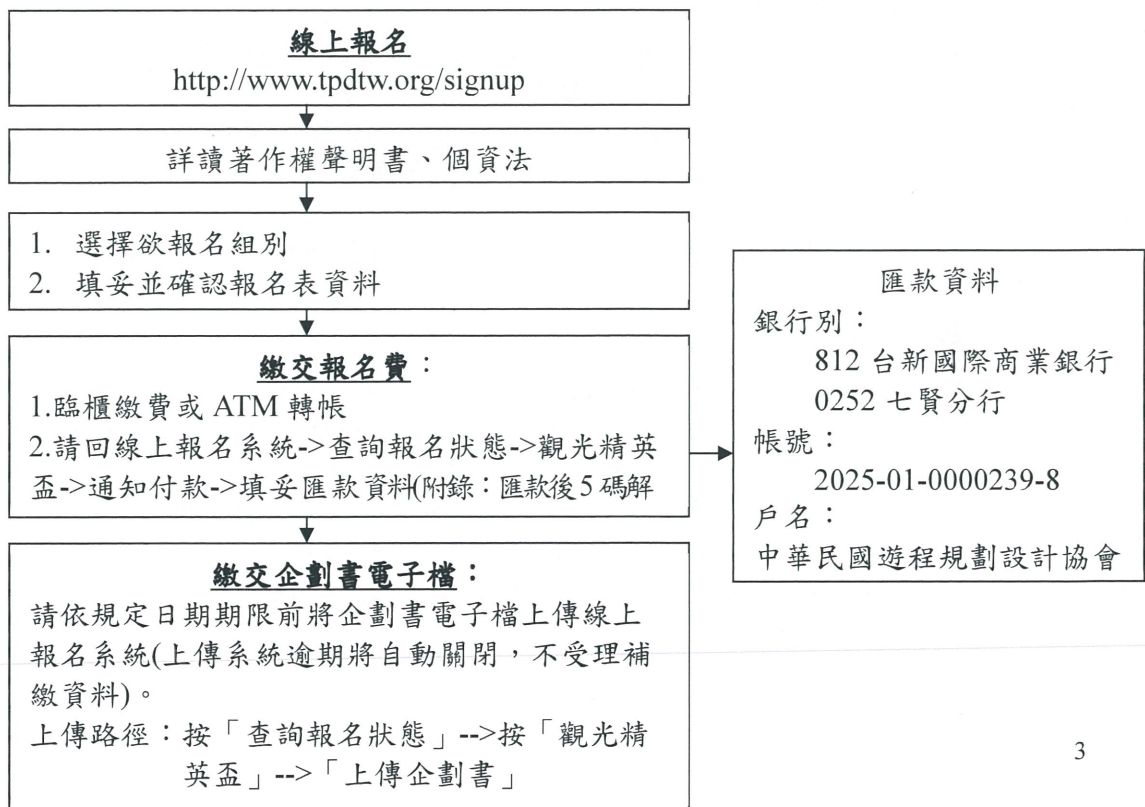 線上報名
http://www.tpdtw.org/signup
詳讀著作權聲明書、個資法
1. 選擇欲報名組別
2. 填妥並確認報名表資料
繳交報名費：
1.臨櫃繳費或 ATM 轉帳
2.請回線上報名系統->查詢報名狀態->觀光精英
盃->通知付款->填妥匯款資料(附錄：匯款後 5 碼解
匯款資料
銀行別：
812 台新國際商業銀行
0252 七賢分行
帳號：
2025-01-0000239-8
戶名：
中華民國遊程規劃設計協會
繳交企劃書電子檔：
請依規定日期期限前將企劃書電子檔上傳線上
報名系統(上傳系統逾期將自動關閉，不受理補
繳資料)。
上傳路徑：按「查詢報名狀態」-->按「觀光精
英盃」-->「上傳企劃書」
3